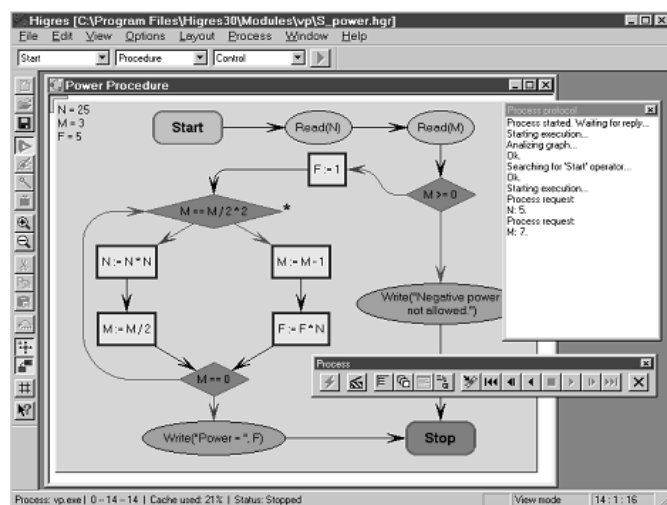 Higres [C:\Program Files\Higres30\Modules\vp\S_power.hgr]
File Edit View Options Layout Process Window Help
Start Procedure Control
Power Procedure
N = 25
M = 3
F = 5
Start
Read(N)
Read(M)
F:=1
M >= 0
M == M/2*2
*
N:=N*N
M:=M-1
M:=M/2
F:=F*N
Write("Negative power
not allowed.")
M == 0
Write("Power = ", F)
Stop
Process protocol
Process started. Waiting for reply...
Starting execution...
Analizing graph...
Ok.
Searching for 'Start' operator...
Ok.
Starting execution...
Process request
N: 5.
Process request
M: 7.
Process
Process: vp.exe | 0 -- 14 -- 14 | Cache used: 21% | Status: Stopped
View mode
14 : 1 : 16